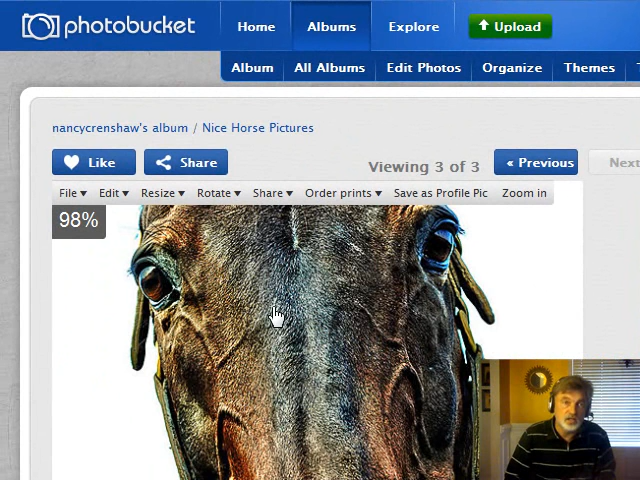 photobucket Home Albums Explore Upload
Album All Albums Edit Photos Organize Themes
nancycrenshaw's album / Nice Horse Pictures
Like Share Viewing 3 of 3 « Previous Next
File Edit Resize Rotate Share Order prints Save as Profile Pic Zoom in
98%